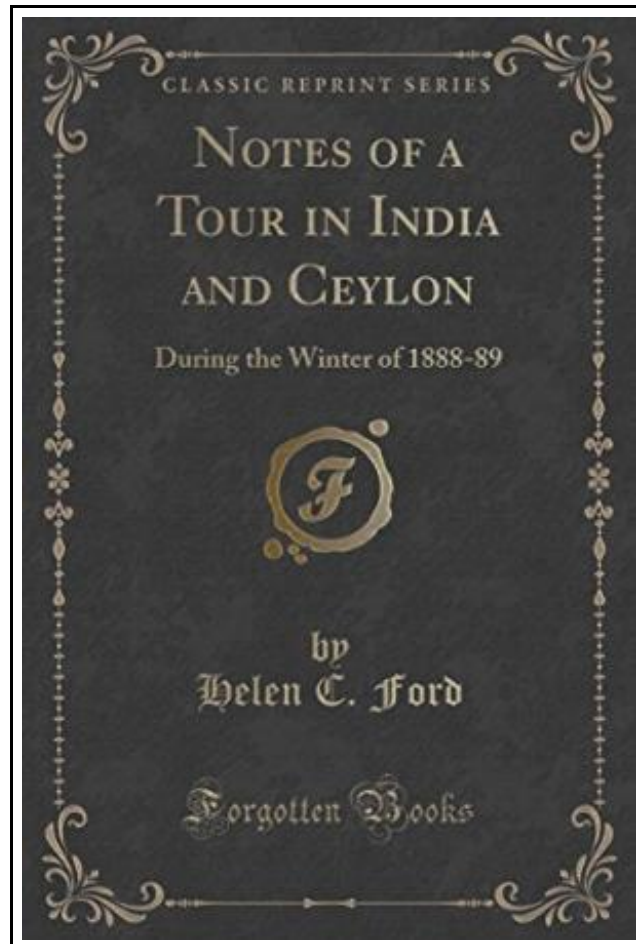 CLASSIC REPRINT SERIES
NOTES OF A
TOUR IN INDIA
AND CEYLON
During the Winter of 1888-89
F
by
Helen C. Ford
Forgotten Books